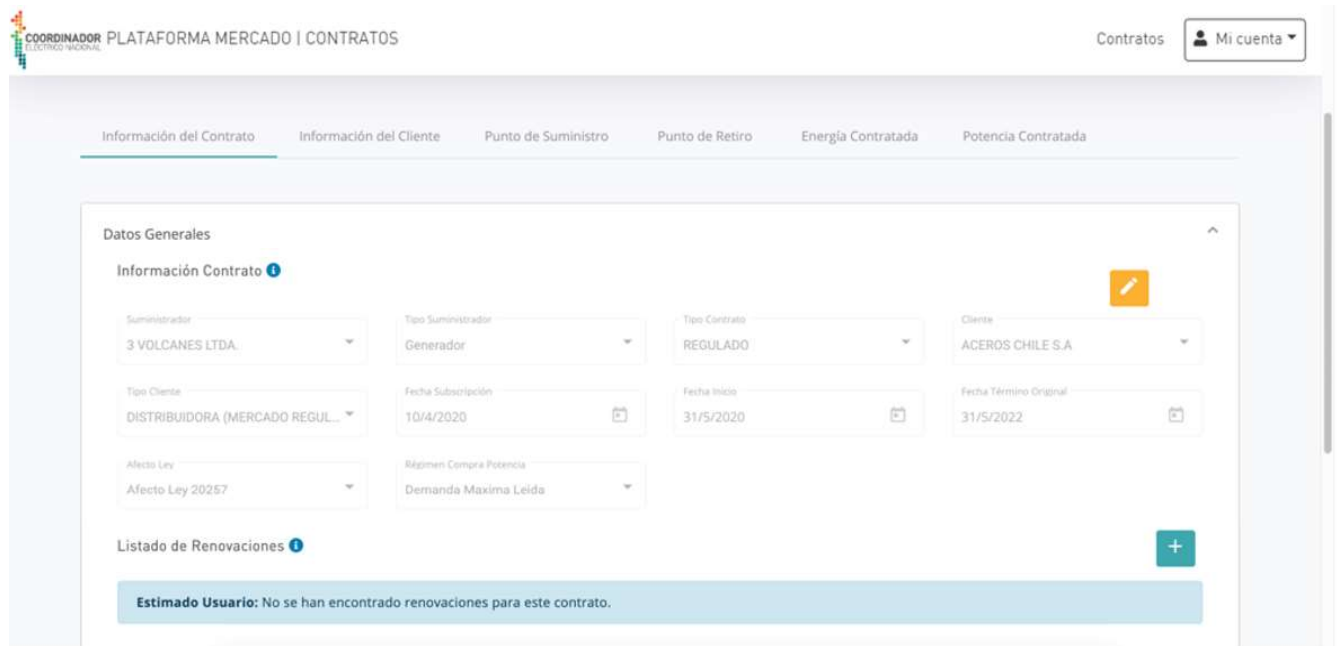 COORDINADOR
ELÉCTRICO NACIONAL
PLATAFORMA MERCADO | CONTRATOS
Contratos
Mi cuenta
Información del Contrato
Información del Cliente
Punto de Suministro
Punto de Retiro
Energía Contratada
Potencia Contratada
Datos Generales
Información Contrato
Suministrador
3 VOLCANES LTDA.
Tipo Suministrador
Generador
Tipo Contrato
REGULADO
Cliente
ACEROS CHILE S.A
Tipo Cliente
DISTRIBUIDORA (MERCADO REGUL...
Fecha Subscripción
10/4/2020
Fecha Inicio
31/5/2020
Fecha Término Original
31/5/2022
Afecto Ley
Afecto Ley 20257
Régimen Compra Potencia
Demanda Maxima Leída
Listado de Renovaciones
Estimado Usuario: No se han encontrado renovaciones para este contrato.